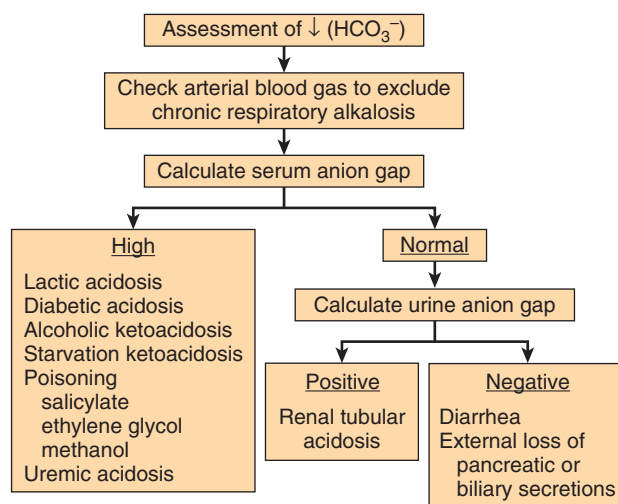 Assessment of ↓ (HCO₃⁻)
Check arterial blood gas to exclude
chronic respiratory alkalosis
Calculate serum anion gap
High
Lactic acidosis
Diabetic acidosis
Alcoholic ketoacidosis
Starvation ketoacidosis
Poisoning
salicylate
ethylene glycol
methanol
Uremic acidosis
Normal
Calculate urine anion gap
Positive
Renal tubular
acidosis
Negative
Diarrhea
External loss of
pancreatic or
biliary secretions